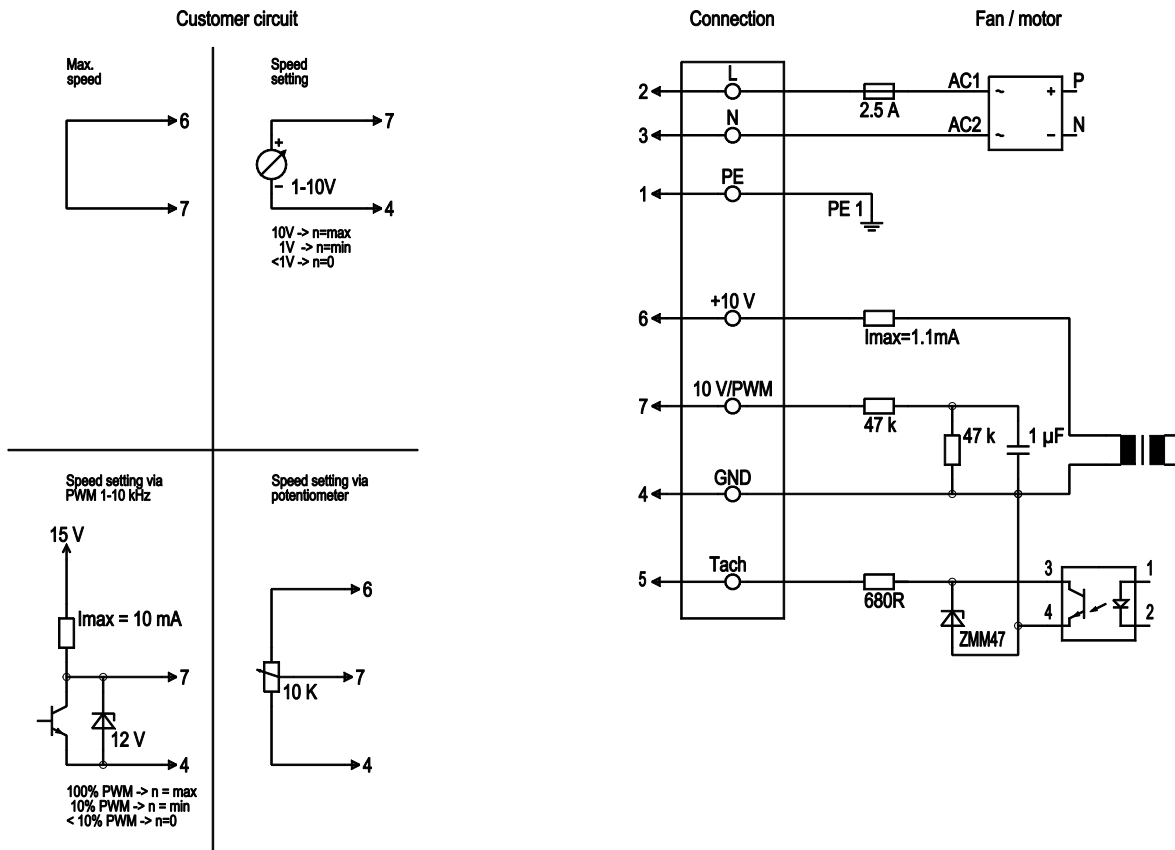 Customer circuit
Max.
speed
6
7
Speed
setting
7
+
− 1-10V
4
10V -> n=max
1V -> n=min
<1V -> n=0
Speed setting via
PWM 1-10 kHz
15 V
Imax = 10 mA
7
12 V
4
100% PWM -> n = max
10% PWM -> n = min
< 10% PWM -> n=0
Speed setting via
potentiometer
6
7
10 K
4
Connection
Fan / motor
2
L
2.5 A
AC1
~
+
P
3
N
AC2
~
−
N
1
PE
PE 1
6
+10 V
Imax=1.1mA
7
10 V/PWM
47 k
47 k
1 µF
4
GND
5
Tach
680R
ZMM47
3
4
1
2